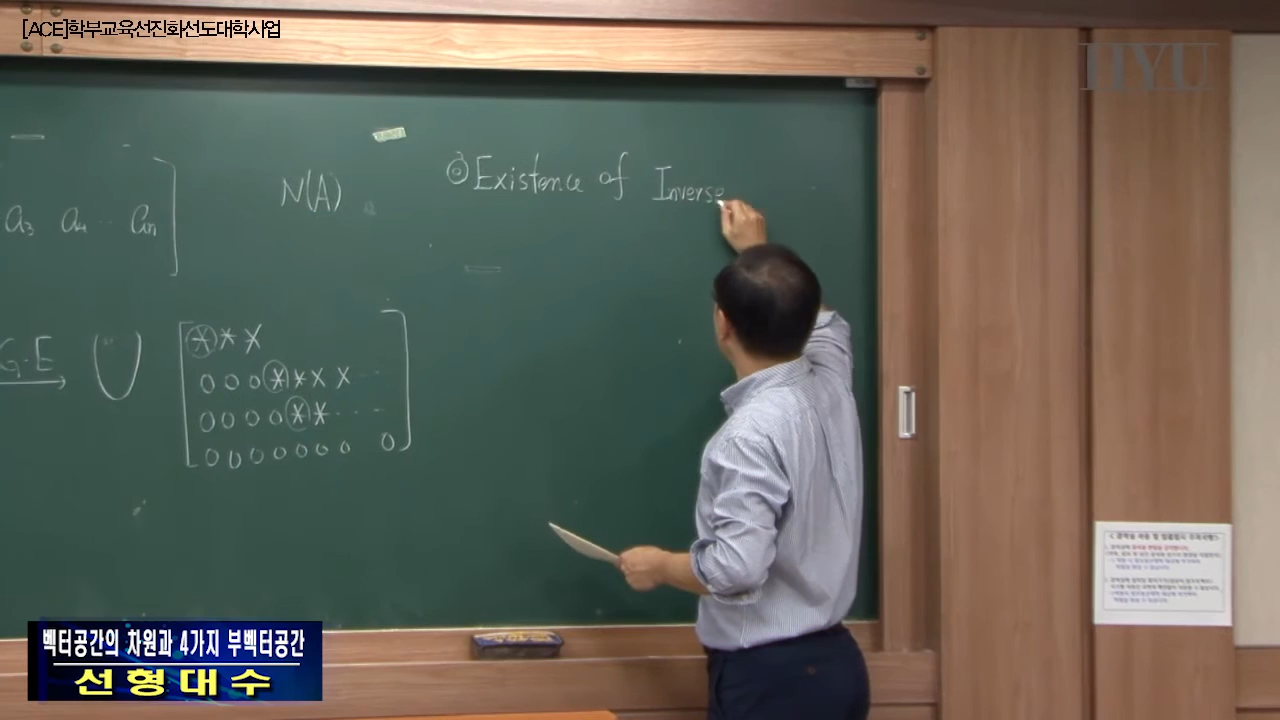 [ACE]학부교육선진화선도대학사업
HYU
a₃ a₄ ·· aₙ
N(A)
◎ Existence of Inverse
G·E
U
* * *
0 0 0 * * * * ···
0 0 0 0 * * ····
0 0 0 0 0 0 0 0
벡터공간의 차원과 4가지 부벡터공간
선형대수